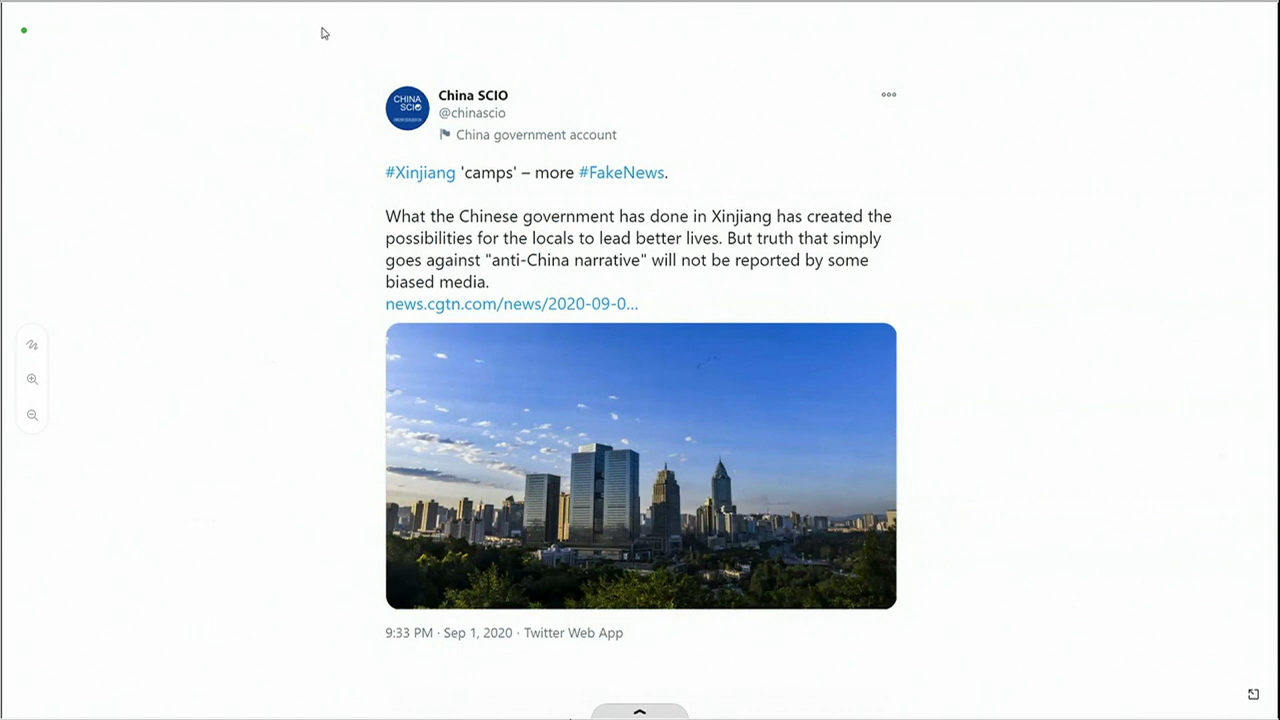 CHINA
SCIO
China SCIO
@chinascio
China government account
#Xinjiang 'camps' – more #FakeNews.
What the Chinese government has done in Xinjiang has created the
possibilities for the locals to lead better lives. But truth that simply
goes against "anti-China narrative" will not be reported by some
biased media.
news.cgtn.com/news/2020-09-0...
9:33 PM · Sep 1, 2020 · Twitter Web App